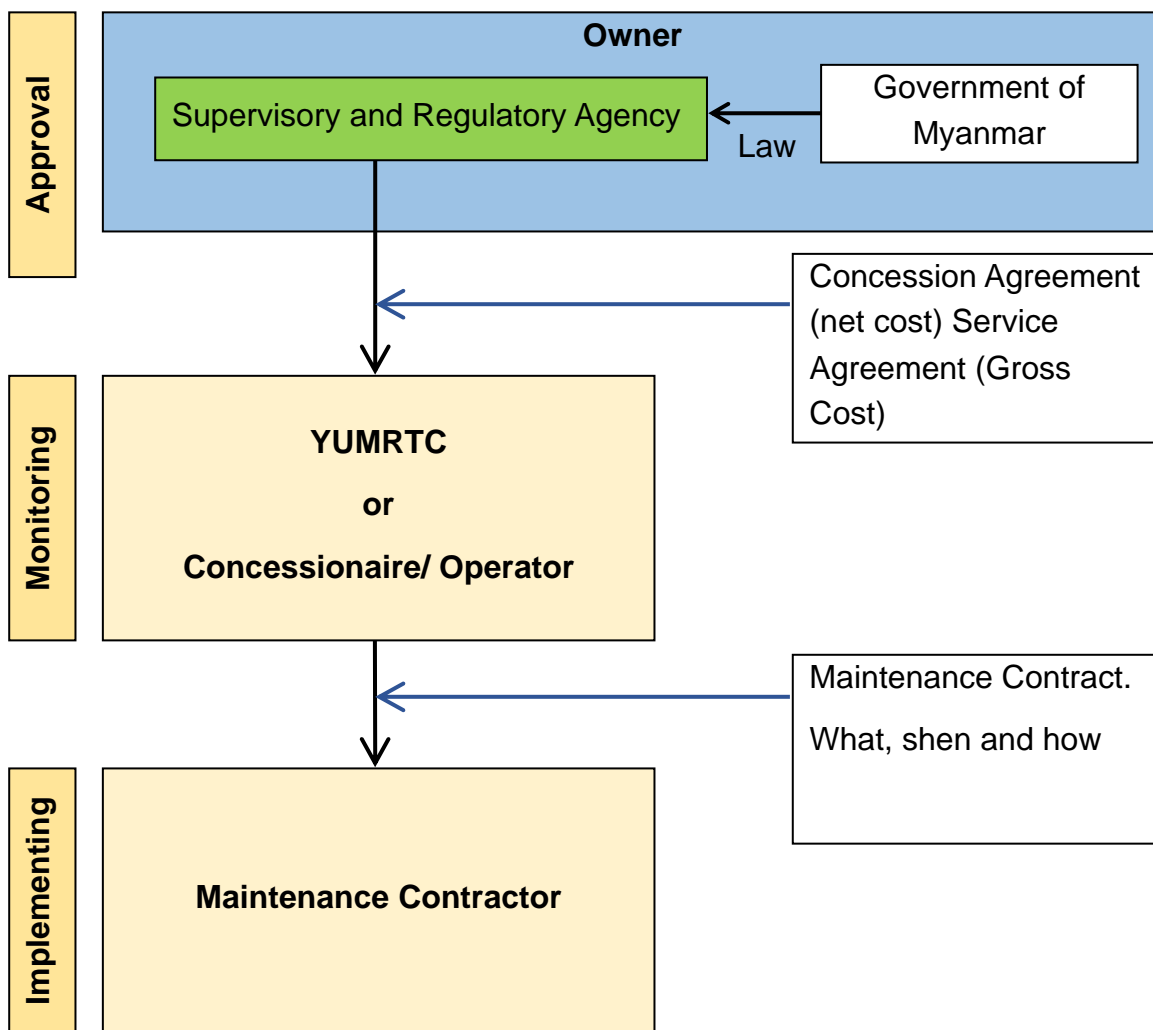 Approval
Owner
Supervisory and Regulatory Agency
Government of
Myanmar
Law
Concession Agreement
(net cost) Service
Agreement (Gross
Cost)
Monitoring
YUMRTC
or
Concessionaire/ Operator
Maintenance Contract.
What, shen and how
Implementing
Maintenance Contractor